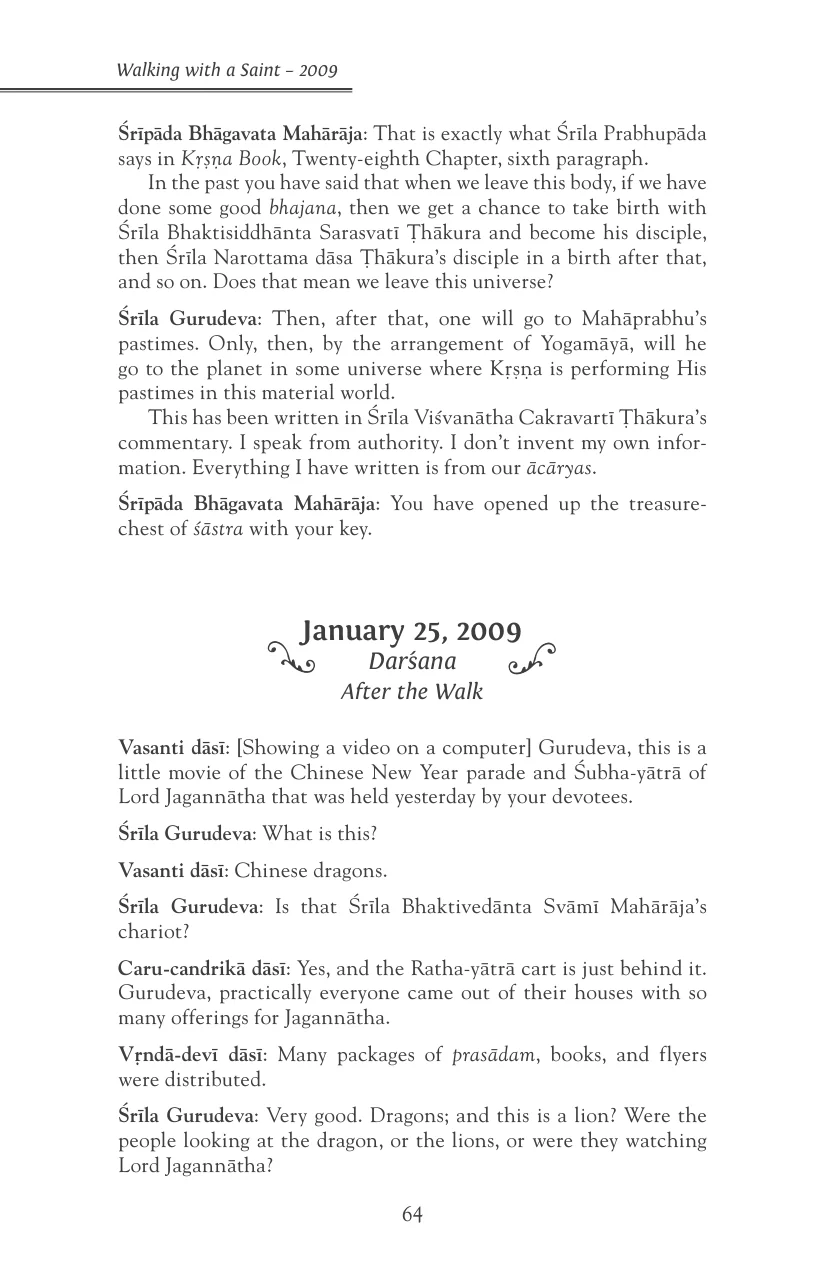 Walking with a Saint – 2009
Śrīpāda Bhāgavata Mahārāja: That is exactly what Śrīla Prabhupāda
says in Kṛṣṇa Book, Twenty-eighth Chapter, sixth paragraph.
In the past you have said that when we leave this body, if we have
done some good bhajana, then we get a chance to take birth with
Śrīla Bhaktisiddhānta Sarasvatī Ṭhākura and become his disciple,
then Śrīla Narottama dāsa Ṭhākura’s disciple in a birth after that,
and so on. Does that mean we leave this universe?
Śrīla Gurudeva: Then, after that, one will go to Mahāprabhu’s
pastimes. Only, then, by the arrangement of Yogamāyā, will he
go to the planet in some universe where Kṛṣṇa is performing His
pastimes in this material world.
This has been written in Śrīla Viśvanātha Cakravartī Ṭhākura’s
commentary. I speak from authority. I don’t invent my own infor-
mation. Everything I have written is from our ācāryas.
Śrīpāda Bhāgavata Mahārāja: You have opened up the treasure-
chest of śāstra with your key.
January 25, 2009
Darśana
After the Walk
Vasanti dāsī: [Showing a video on a computer] Gurudeva, this is a
little movie of the Chinese New Year parade and Śubha-yātrā of
Lord Jagannātha that was held yesterday by your devotees.
Śrīla Gurudeva: What is this?
Vasanti dāsī: Chinese dragons.
Śrīla Gurudeva: Is that Śrīla Bhaktivedānta Svāmī Mahārāja’s
chariot?
Caru-candrikā dāsī: Yes, and the Ratha-yātrā cart is just behind it.
Gurudeva, practically everyone came out of their houses with so
many offerings for Jagannātha.
Vṛndā-devī dāsī: Many packages of prasādam, books, and flyers
were distributed.
Śrīla Gurudeva: Very good. Dragons; and this is a lion? Were the
people looking at the dragon, or the lions, or were they watching
Lord Jagannātha?
64